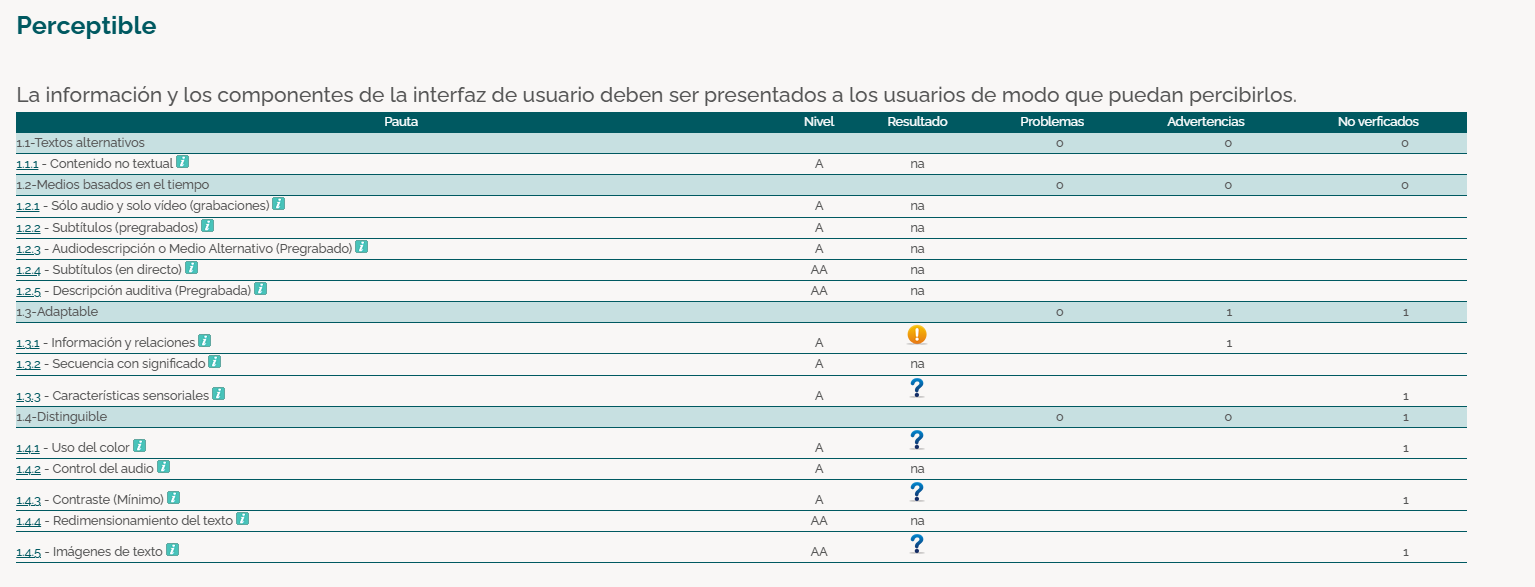 Perceptible
La información y los componentes de la interfaz de usuario deben ser presentados a los usuarios de modo que puedan percibirlos.
Pauta Nivel Resultado Problemas Advertencias No verficados
1.1-Textos alternativos 0 0 0
1.1.1 - Contenido no textual i A na
1.2-Medios basados en el tiempo 0 0 0
1.2.1 - Sólo audio y solo vídeo (grabaciones) i A na
1.2.2 - Subtítulos (pregrabados) i A na
1.2.3 - Audiodescripción o Medio Alternativo (Pregrabado) i A na
1.2.4 - Subtítulos (en directo) i AA na
1.2.5 - Descripción auditiva (Pregrabada) i AA na
1.3-Adaptable 0 1 1
1.3.1 - Información y relaciones i A ! 1
1.3.2 - Secuencia con significado i A na
1.3.3 - Características sensoriales i A ? 1
1.4-Distinguible 0 0 1
1.4.1 - Uso del color i A ? 1
1.4.2 - Control del audio i A na
1.4.3 - Contraste (Mínimo) i A ? 1
1.4.4 - Redimensionamiento del texto i AA na
1.4.5 - Imágenes de texto i AA ? 1